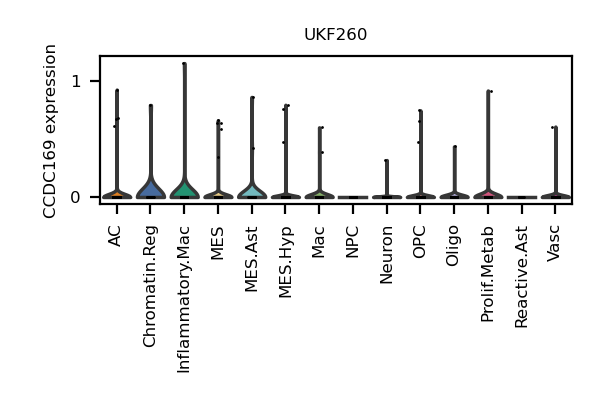 UKF260
CCDC169 expression
1
0
AC
Chromatin.Reg
Inflammatory.Mac
MES
MES.Ast
MES.Hyp
Mac
NPC
Neuron
OPC
Oligo
Prolif.Metab
Reactive.Ast
Vasc